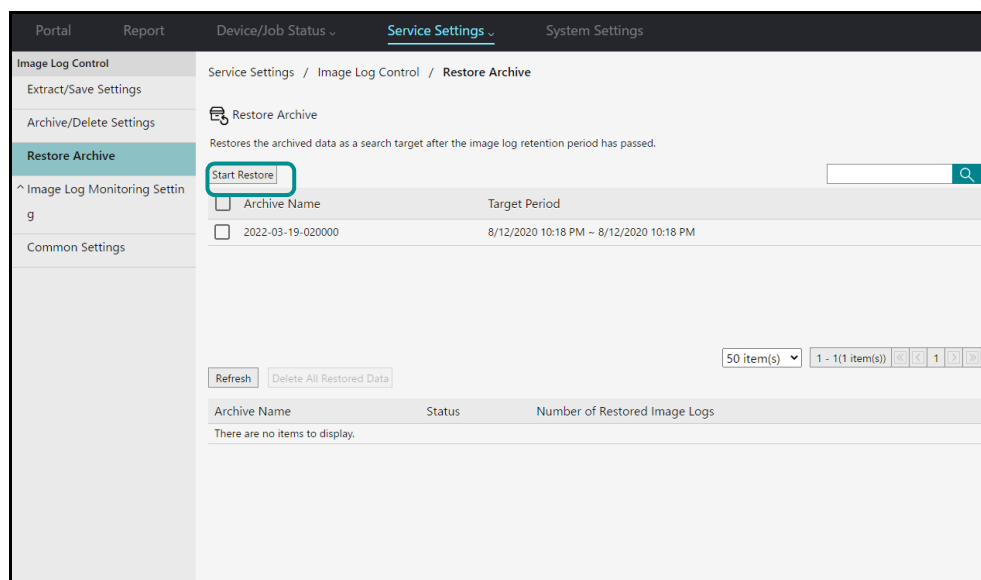 Portal Report Device/Job Status Service Settings System Settings
Image Log Control
Extract/Save Settings
Archive/Delete Settings
Restore Archive
^ Image Log Monitoring Settin
g
Common Settings
Service Settings / Image Log Control / Restore Archive
Restore Archive
Restores the archived data as a search target after the image log retention period has passed.
Start Restore
Archive Name Target Period
2022-03-19-020000 8/12/2020 10:18 PM ~ 8/12/2020 10:18 PM
50 item(s) 1 - 1(1 item(s)) 1
Refresh Delete All Restored Data
Archive Name Status Number of Restored Image Logs
There are no items to display.